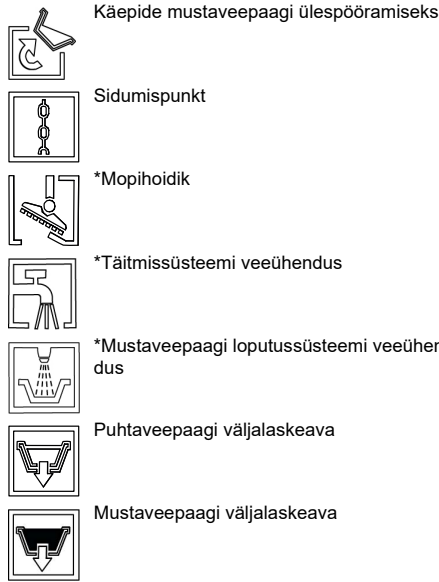 Käepide mustaveepaagi ülespööramiseks
Sidumispunkt
*Mopihoidik
*Täitmissüsteemi veeühendus
*Mustaveepaagi loputussüsteemi veeühen
dus
Puhtaveepaagi väljalaskeava
Mustaveepaagi väljalaskeava